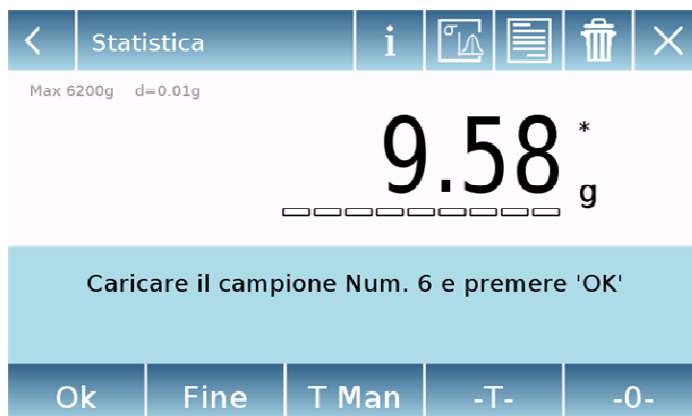 Statistica
i
σ
Max 6200g d=0.01g
9.58 * g
Caricare il campione Num. 6 e premere 'OK'
Ok Fine T Man -T- -0-